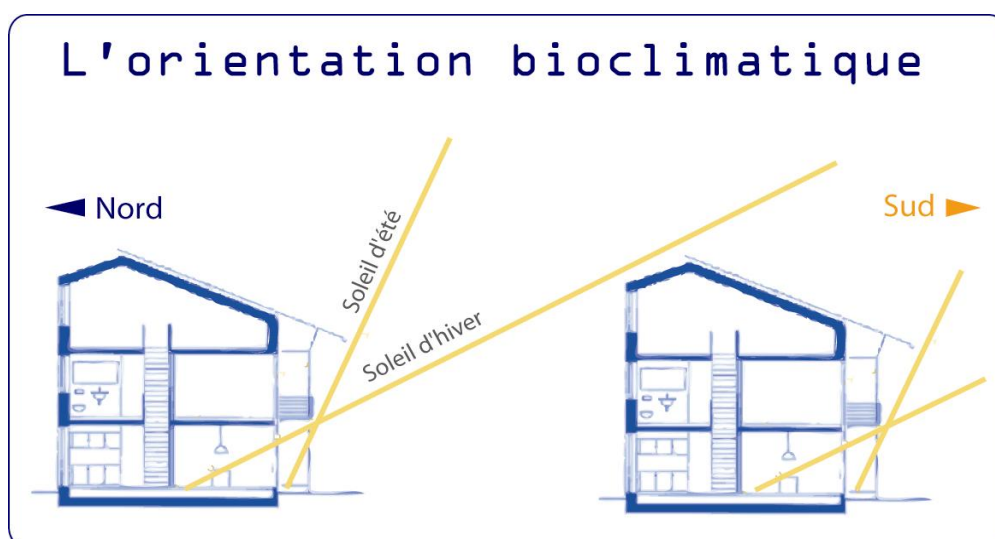 L'orientation bioclimatique
Nord
Sud
Soleil d'été
Soleil d'hiver